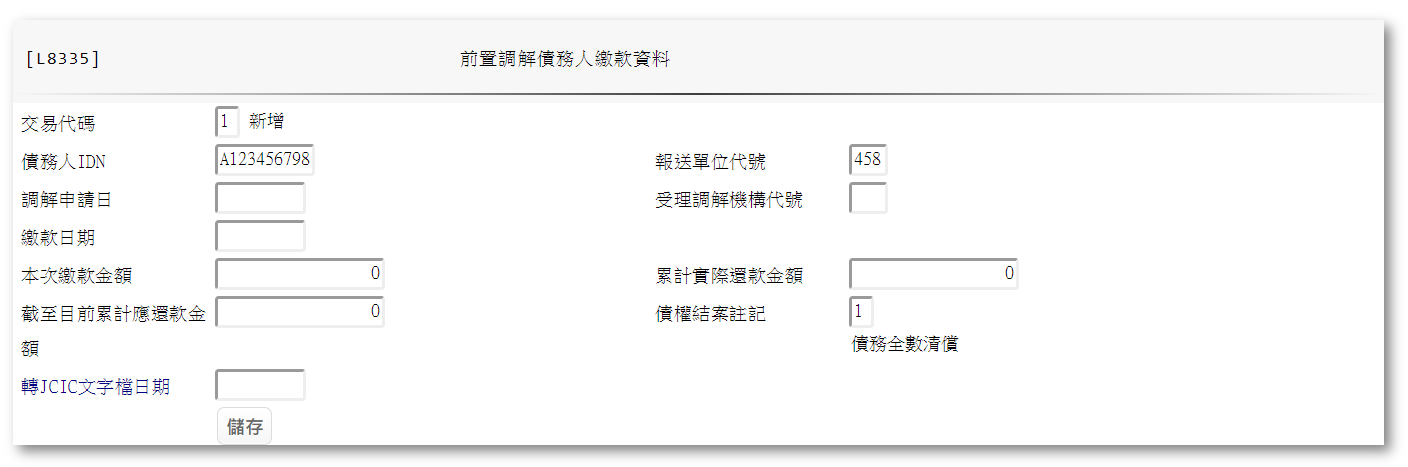 [L8335] 前置調解債務人繳款資料
交易代碼 1 新增
債務人IDN A123456798 報送單位代號 458
調解申請日 受理調解機構代號
繳款日期
本次繳款金額 0 累計實際還款金額 0
截至目前累計應還款金 0 債權結案註記 1
額 債務全數清償
轉JCIC文字檔日期
儲存